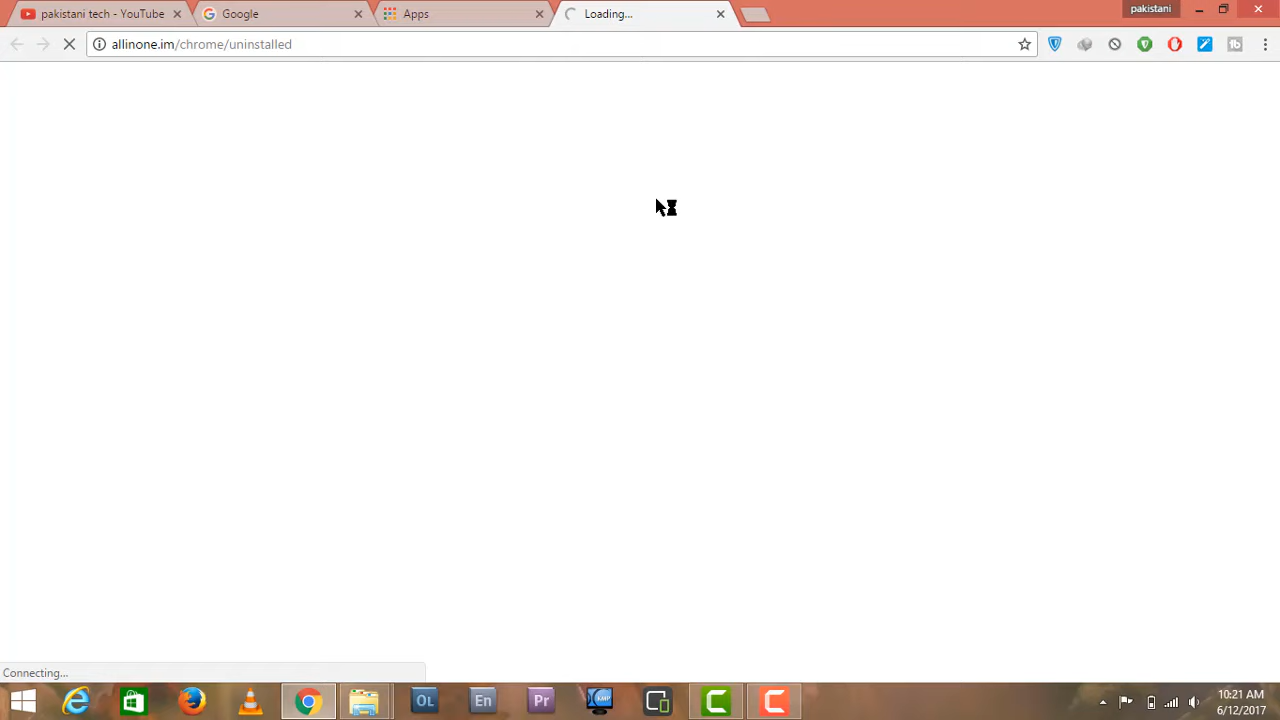 pakistani tech - YouTube
Google
Apps
Loading...
pakistani
allinone.im/chrome/uninstalled
Connecting...
OL
En
Pr
KMP
10:21 AM
6/12/2017